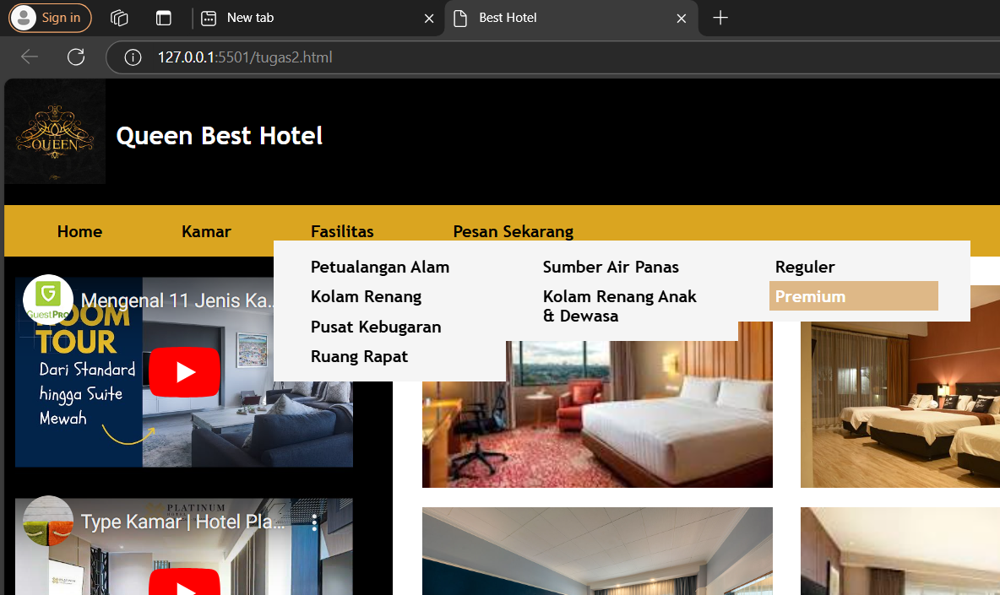 Sign in
New tab
Best Hotel
127.0.0.1:5501/tugas2.html
QUEEN
Queen Best Hotel
Home
Kamar
Fasilitas
Pesan Sekarang
Petualangan Alam
Sumber Air Panas
Reguler
Kolam Renang
Kolam Renang Anak
& Dewasa
Premium
Pusat Kebugaran
Ruang Rapat
GuestPro
Mengenal 11 Jenis Ka...
ROOM
TOUR
Dari Standard
hingga Suite
Mewah
PLATINUM
Type Kamar | Hotel Pla...